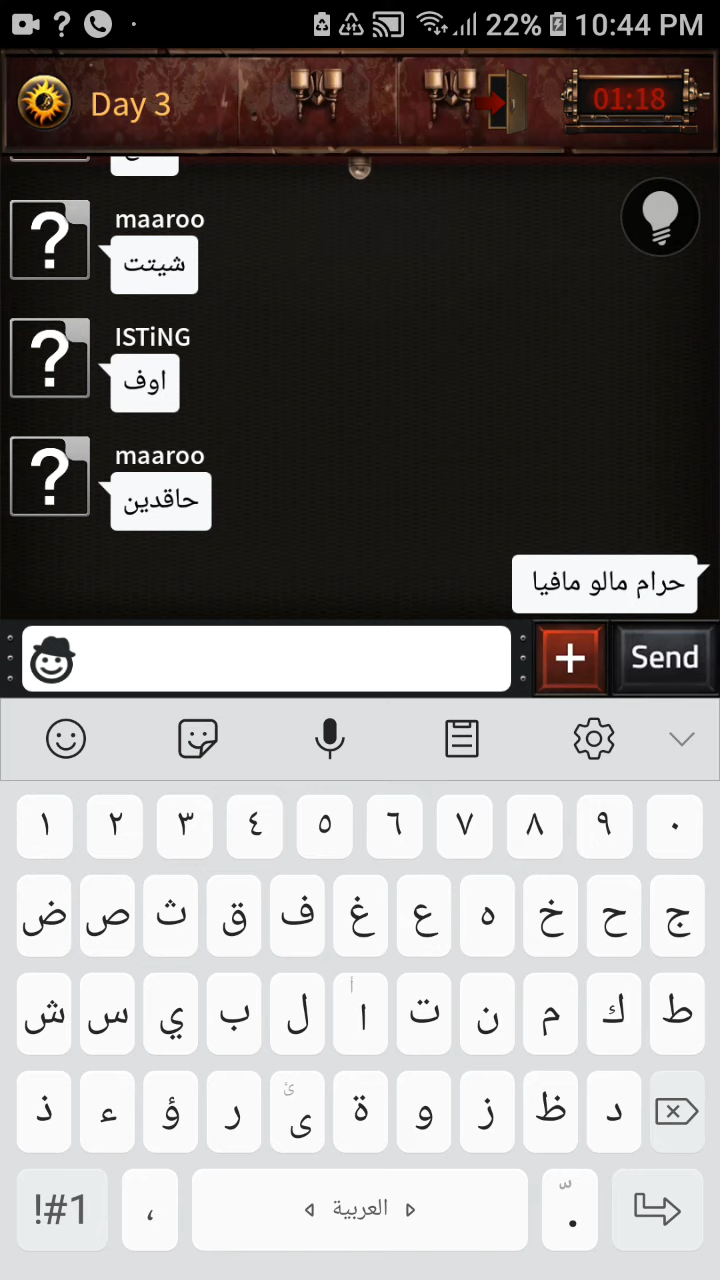 22% 10:44 PM
Day 3
01:18
maaroo
شيتت
ISTiNG
اوف
maaroo
حاقدين
حرام مالو مافيا
Send
١ ٢ ٣ ٤ ٥ ٦ ٧ ٨ ٩ ٠
ض ص ث ق ف غ ع ه خ ح ج
ش س ي ب ل ا أ ت ن م ك ط
ذ ء ؤ ر ى ئ ة و ز ظ د
!#1 ، العربية .